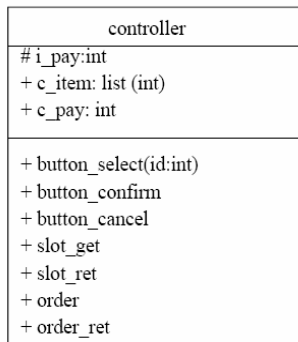 controller
# i_pay:int
+ c_item: list (int)
+ c_pay: int
+ button_select(id:int)
+ button_confirm
+ button_cancel
+ slot_get
+ slot_ret
+ order
+ order_ret